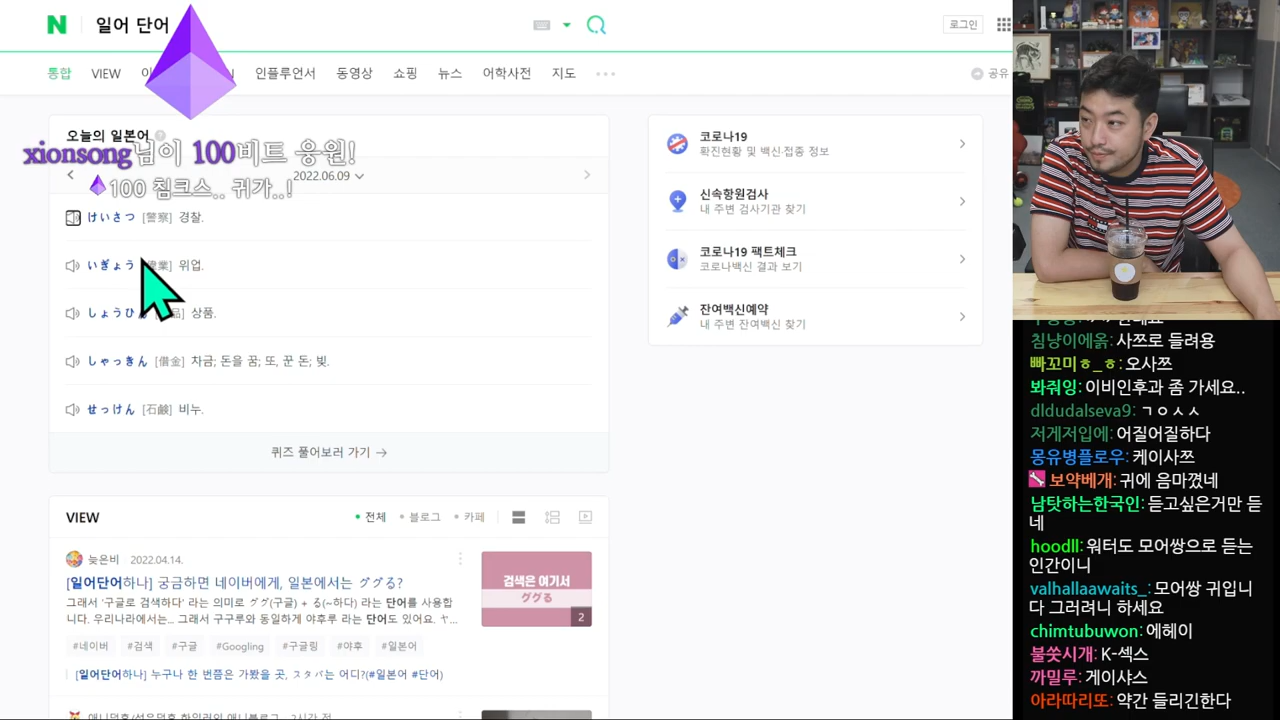 N 일어 단어
로그인
통합 VIEW 인플루언서 동영상 쇼핑 뉴스 어학사전 지도
공유
오늘의 일본어
xionsong님이 100비트 응원!
2022.06.09
100 침크스.. 귀가..!
けいさつ [警察] 경찰.
いぎょう 業] 위업.
しょうひ 品] 상품.
しゃっきん [借金] 차금; 돈을 꿈; 또, 꾼 돈; 빚.
せっけん [石鹸] 비누.
퀴즈 풀어보러 가기 →
코로나19
확진현황 및 백신·접종 정보
신속항원검사
내 주변 검사기관 찾기
코로나19 팩트체크
코로나백신 결과 보기
잔여백신예약
내 주변 잔여백신 찾기
VIEW
전체 블로그 카페
늦은비 2022.04.14.
[일어단어하나] 궁금하면 네이버에게, 일본에서는 ググる?
그래서 '구글로 검색하다' 라는 의미로 ググ(구글) + る(~하다) 라는 단어를 사용합
니다. 우리나라에서는... 그래서 구구루와 동일하게 야후루 라는 단어도 있어요. ヤ...
#네이버 #검색 #구글 #Googling #구글링 #야후 #일본어
[일어단어하나] 누구나 한 번쯤은 가봤을 곳, スタバ는 어디?(#일본어 #단어)
검색은 여기서
ググる
2
침냥이에옮: 사쯔로 들려용
빠꼬미ㅎ_ㅎ: 오사쯔
봐줘잉: 이비인후과 좀 가세요..
dldudalseva9: ㄱㅇㅅㅅ
저게저입에: 어질어질하다
몽유병플로우: 케이사쯔
보약베개: 귀에 음마꼈네
남탓하는한국인: 듣고싶은거만 듣
네
hoodll: 워터도 모어쌍으로 듣는
인간이니
valhallaawaits_: 모어쌍 귀입니
다 그러려니 하세요
chimtubuwon: 에헤이
불쏫시개: K-섹스
까밀루: 게이샤스
아라따리또: 약간 들리긴한다